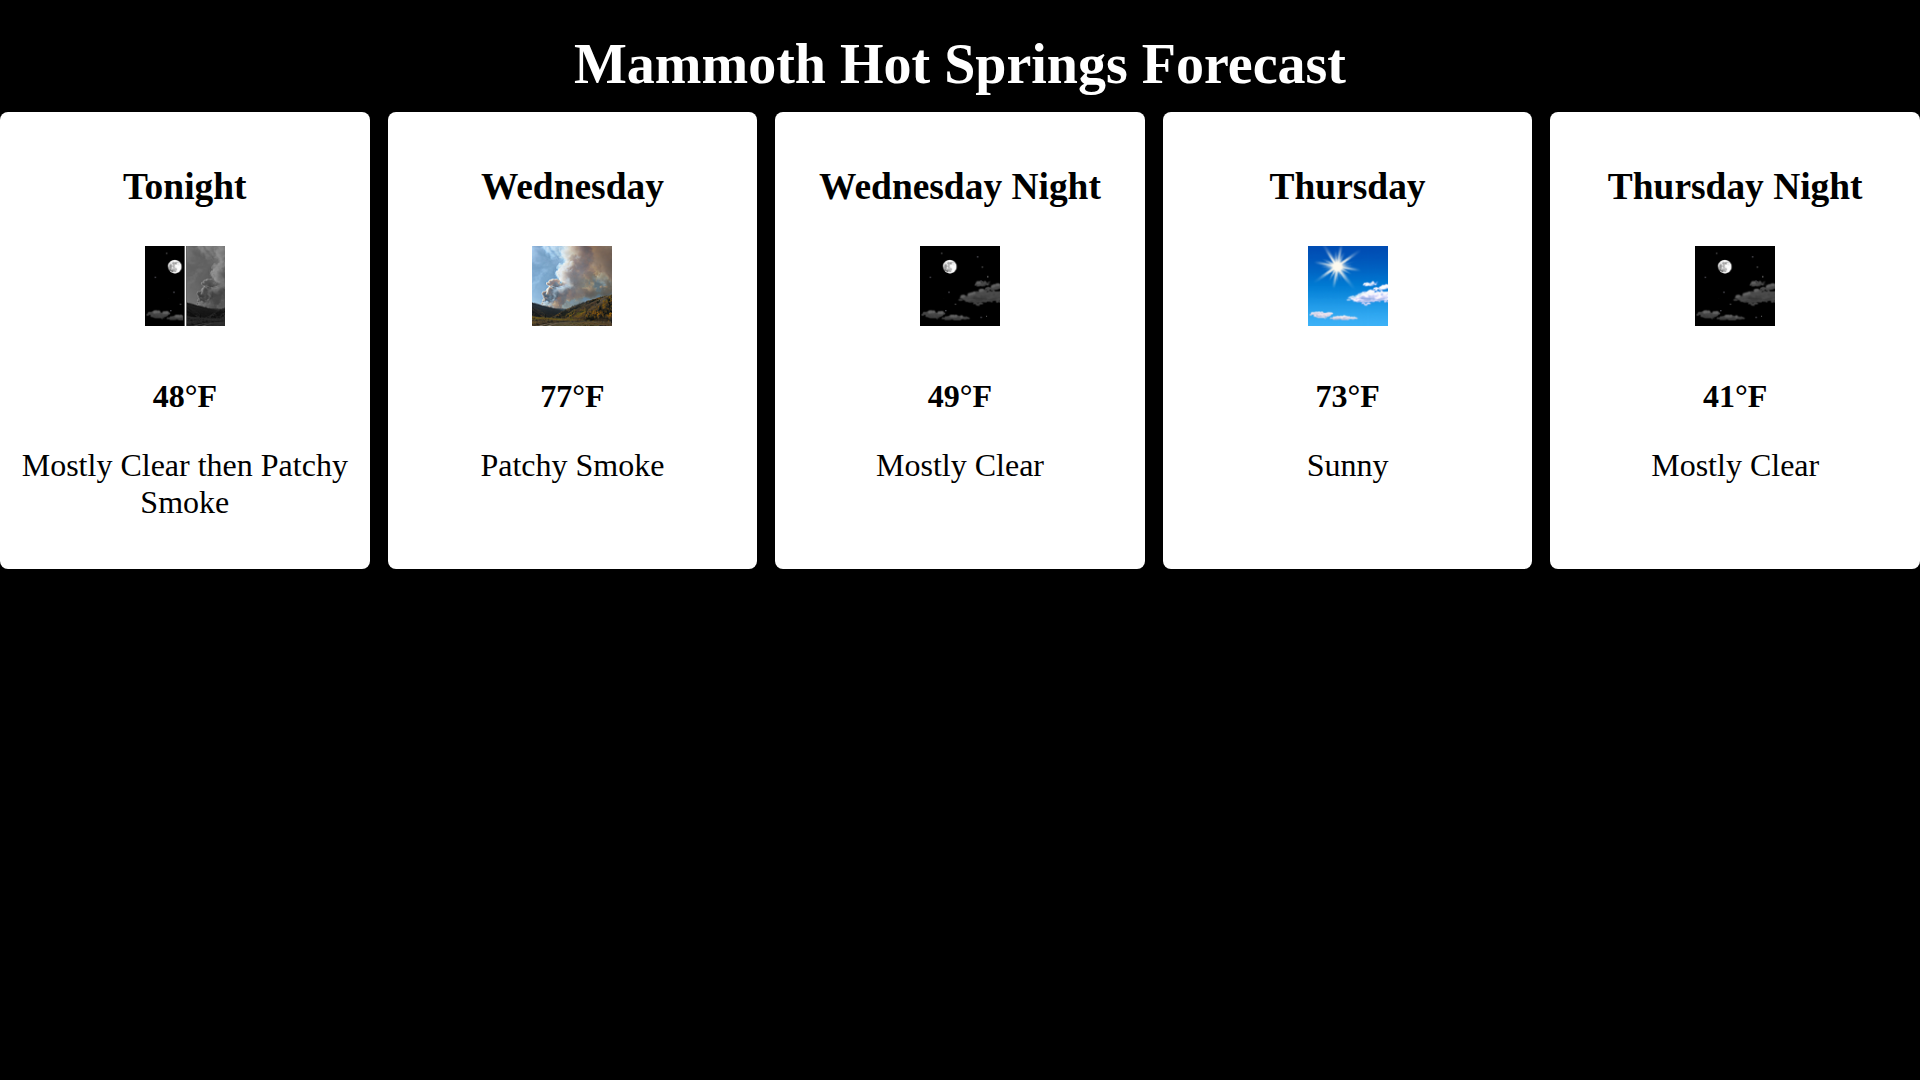 Mammoth Hot Springs Forecast
Tonight
48°F
Mostly Clear then Patchy
Smoke
Wednesday
77°F
Patchy Smoke
Wednesday Night
49°F
Mostly Clear
Thursday
73°F
Sunny
Thursday Night
41°F
Mostly Clear